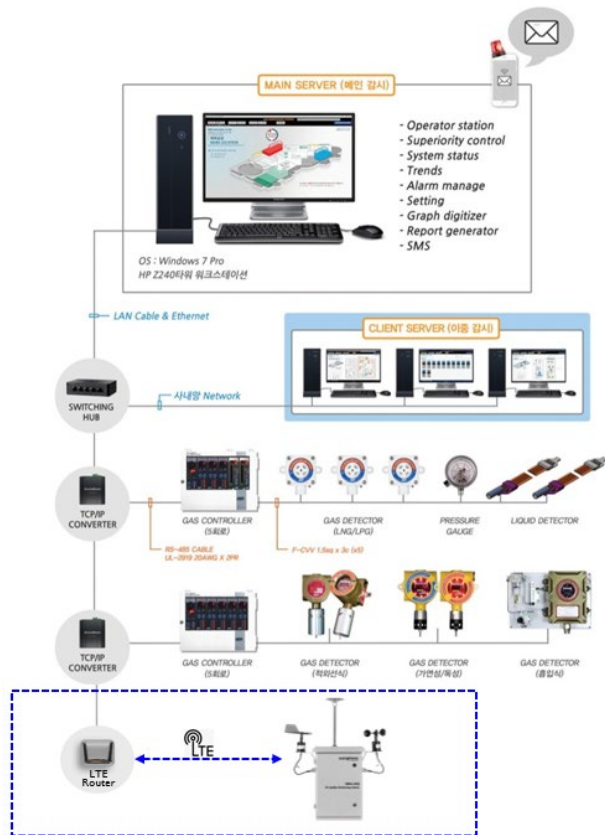 MAIN SERVER (메인 감시)
- Operator station
- Superiority control
- System status
- Trends
- Alarm manage
- Setting
- Graph digitizer
- Report generator
- SMS
OS : Windows 7 Pro
HP Z240타워 워크스테이션
LAN Cable & Ethernet
CLIENT SERVER (이중 감시)
사내망 Network
SWITCHING
HUB
TCP/IP
CONVERTER
GAS CONTROLLER
(5회로)
GAS DETECTOR
(LNG/LPG)
PRESSURE
GAUGE
LIQUID DETECTOR
RS-485 CABLE
UL-2919 20AWG X 2PR
F-CVV 1.5sq x 3c (x5)
TCP/IP
CONVERTER
GAS CONTROLLER
(5회로)
GAS DETECTOR
(적외선식)
GAS DETECTOR
(가연성/독성)
GAS DETECTOR
(흡입식)
LTE
LTE
Router